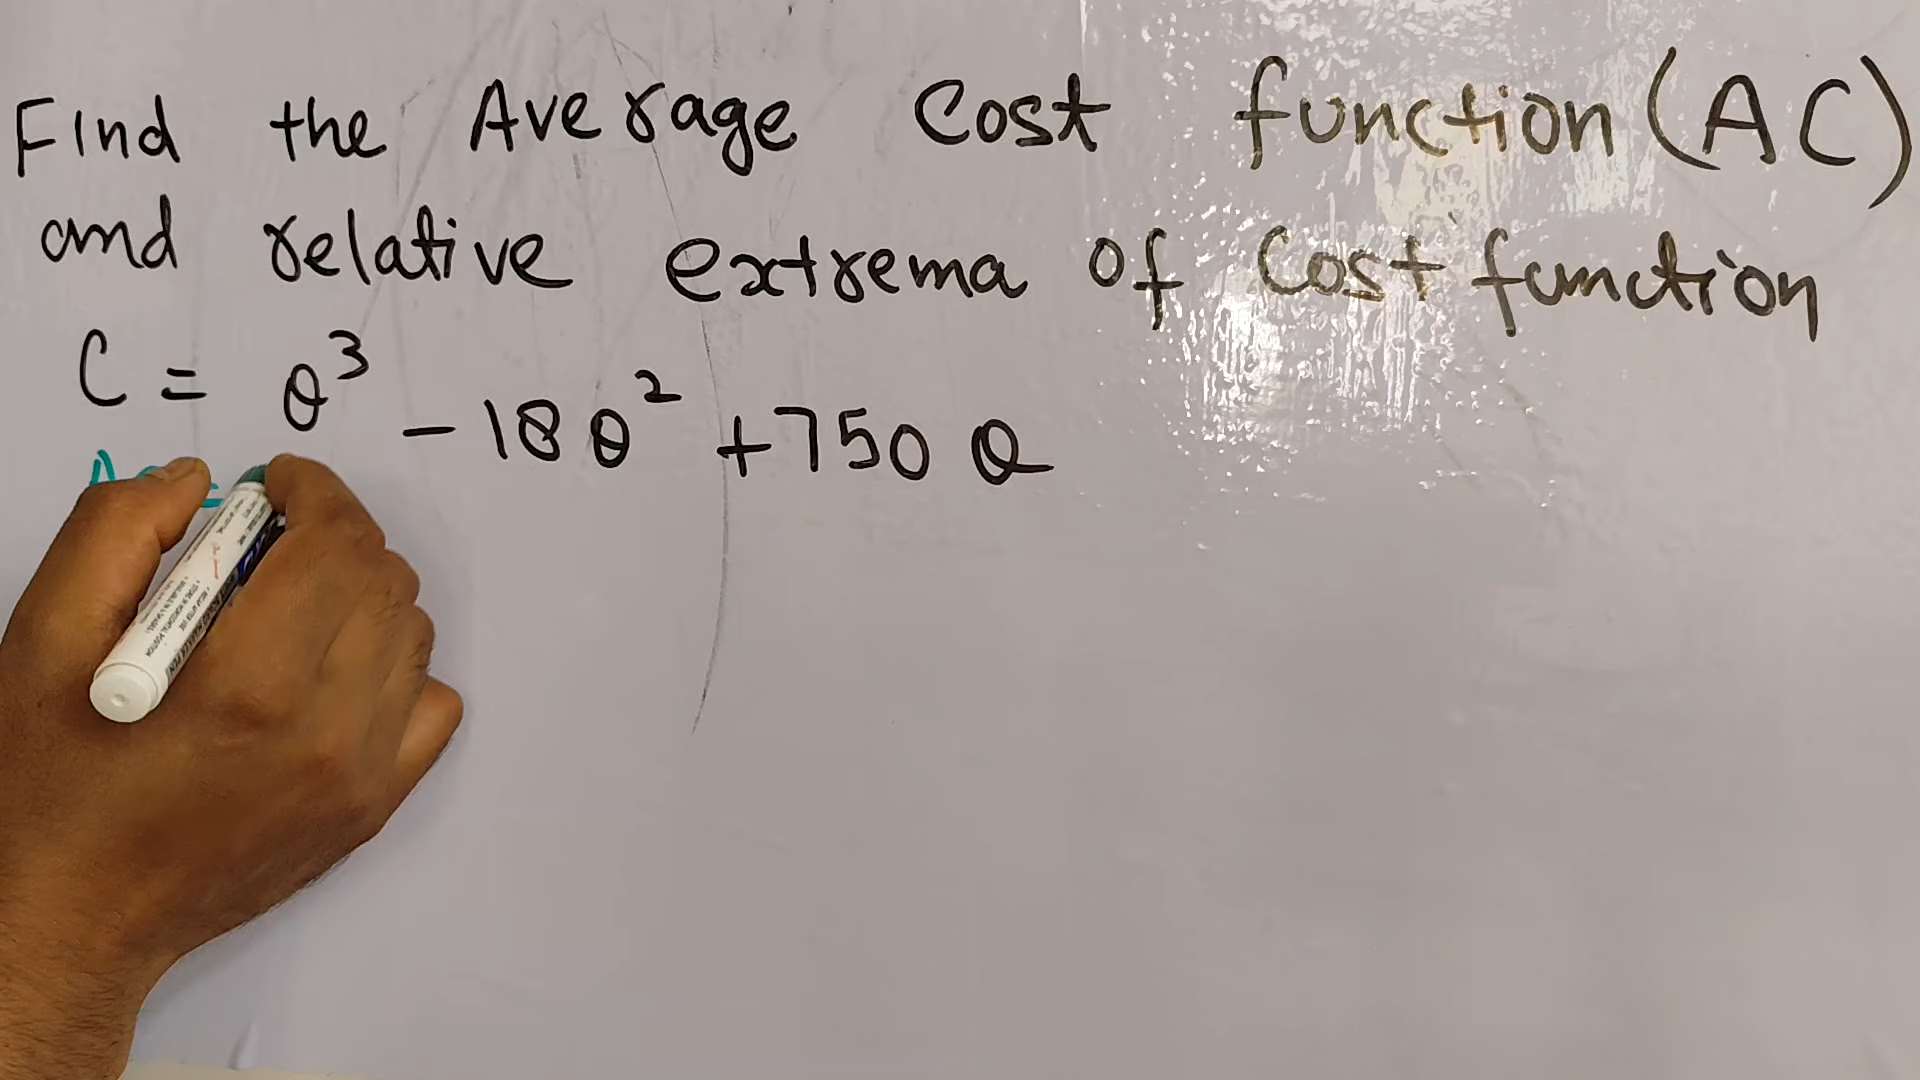 Find the Average Cost function (AC)
and relative extrema of Cost function
C = Q³ - 18Q² + 750 Q